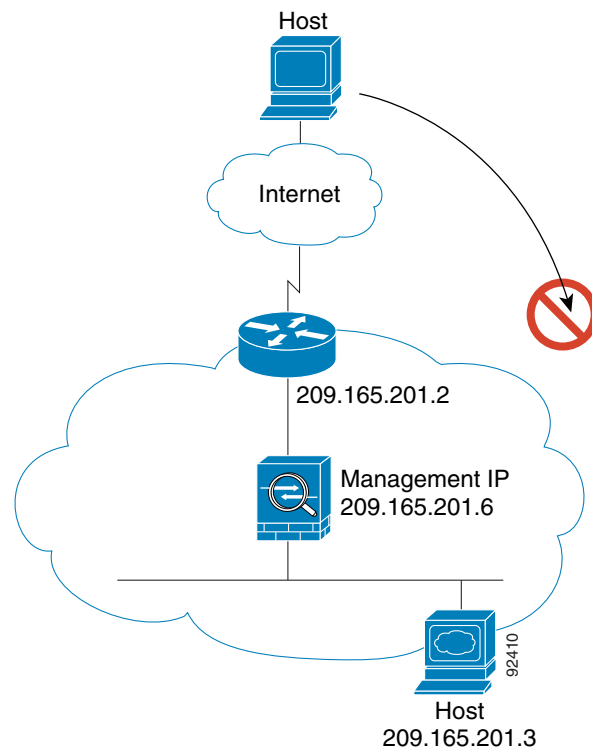 Host
Internet
209.165.201.2
Management IP
209.165.201.6
92410
Host
209.165.201.3